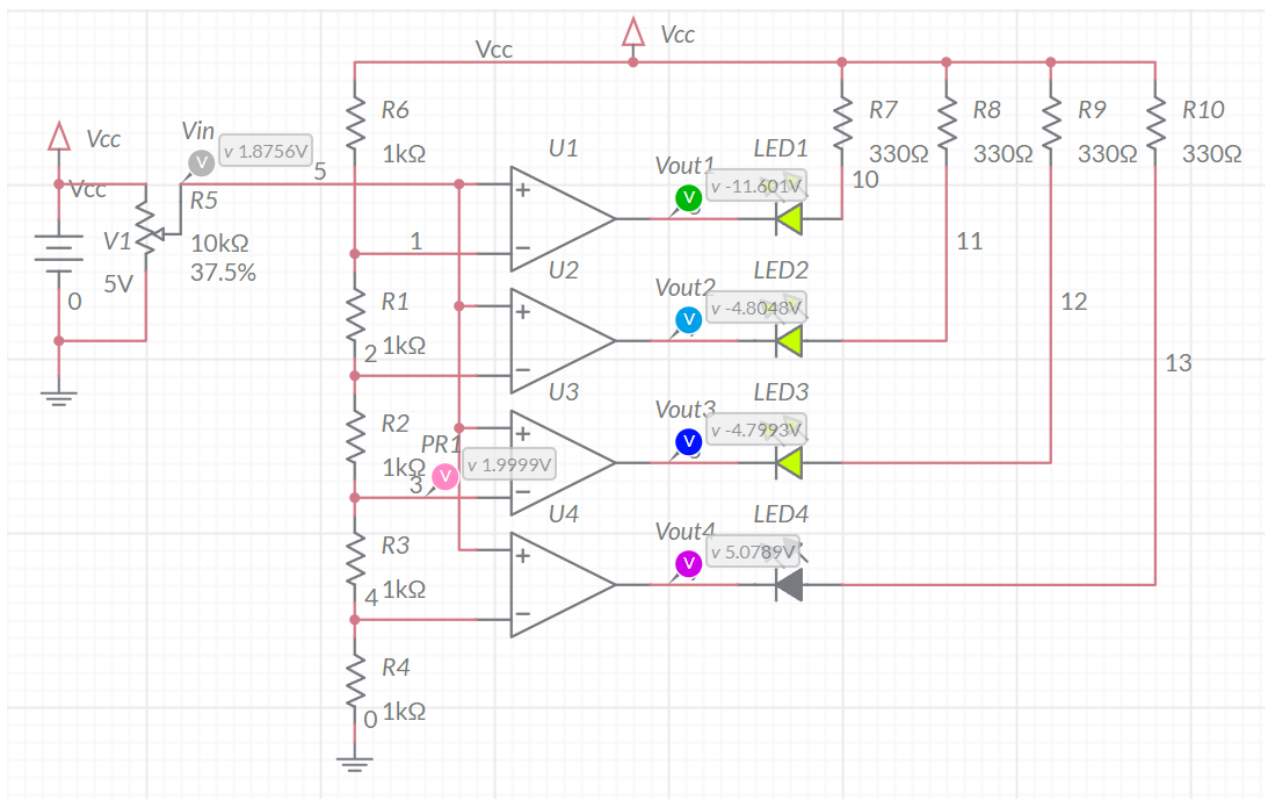 Vcc
Vcc
Vcc
Vin
v 1.8756V
5
Vcc
R5
10kΩ
37.5%
V1
5V
0
R6
1kΩ
1
R1
1kΩ
2
R2
1kΩ
3
PR1
v 1.9999V
R3
1kΩ
4
R4
1kΩ
0
U1
+
−
U2
+
−
U3
+
−
U4
+
−
Vout1
V
v -11.601V
LED1
Vout2
V
v -4.8048V
LED2
Vout3
V
v -4.7993V
LED3
Vout4
V
v 5.0789V
LED4
R7
330Ω
10
R8
330Ω
11
R9
330Ω
12
R10
330Ω
13